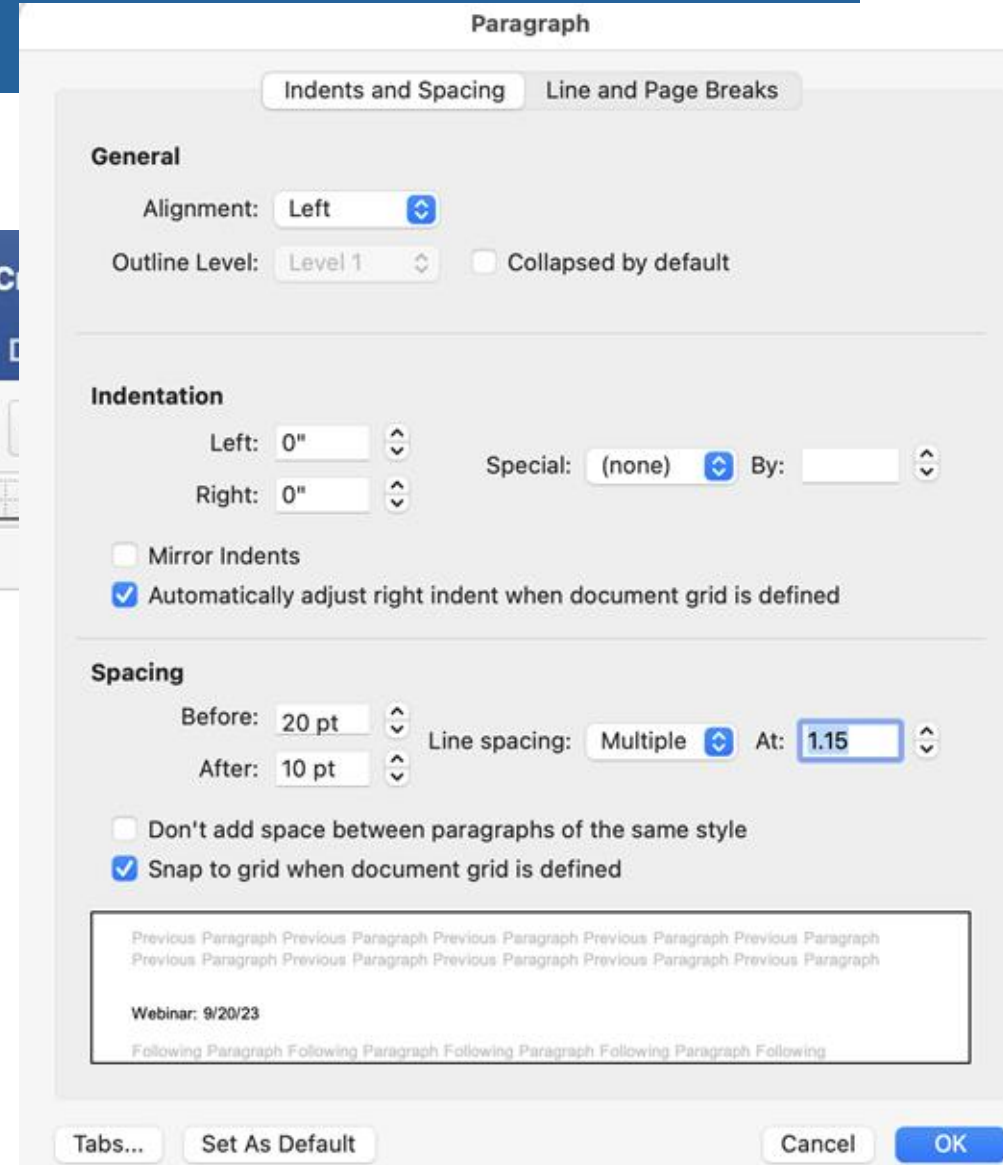 Paragraph
Indents and Spacing Line and Page Breaks
General
Alignment: Left
Outline Level: Level 1 Collapsed by default
Indentation
Left: 0"
Special: (none) By:
Right: 0"
Mirror Indents
Automatically adjust right indent when document grid is defined
Spacing
Before: 20 pt
Line spacing: Multiple At: 1.15
After: 10 pt
Don't add space between paragraphs of the same style
Snap to grid when document grid is defined
Previous Paragraph Previous Paragraph Previous Paragraph Previous Paragraph Previous Paragraph
Previous Paragraph Previous Paragraph Previous Paragraph Previous Paragraph Previous Paragraph
Webinar: 9/20/23
Following Paragraph Following Paragraph Following Paragraph Following Paragraph Following
Tabs... Set As Default Cancel OK